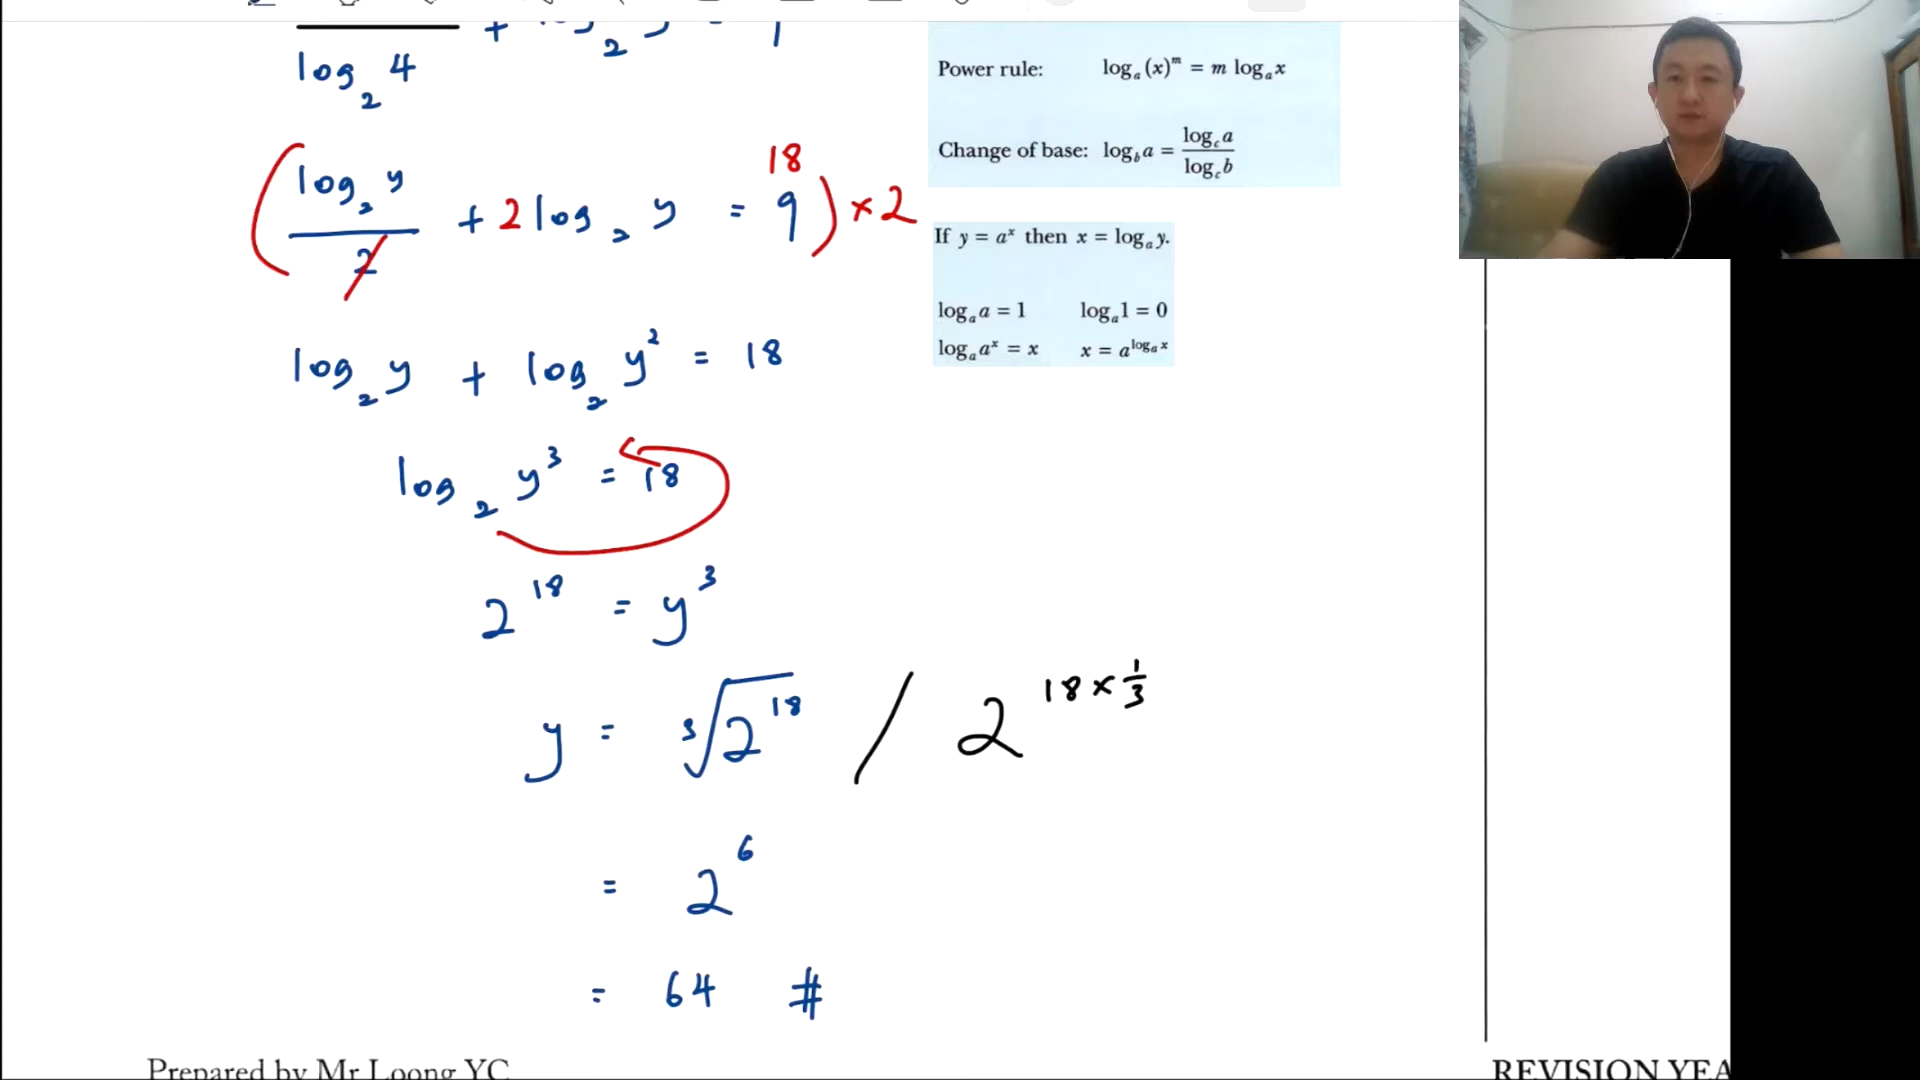 log₂ 4
Power rule: logₐ (x)ᵐ = m logₐ x
18
( log₂ y / 2 + 2 log₂ y = 9 ) × 2
Change of base: log_b a = log_c a / log_c b
If y = aˣ then x = logₐ y.
logₐ a = 1 logₐ 1 = 0
logₐ aˣ = x x = a^(logₐ x)
log₂ y + log₂ y² = 18
log₂ y³ = 18
2¹⁸ = y³
y = ³√2¹⁸ / 2^(18 × 1/3)
= 2⁶
= 64 #
Prepared by Mr Loong YC
REVISION YEA